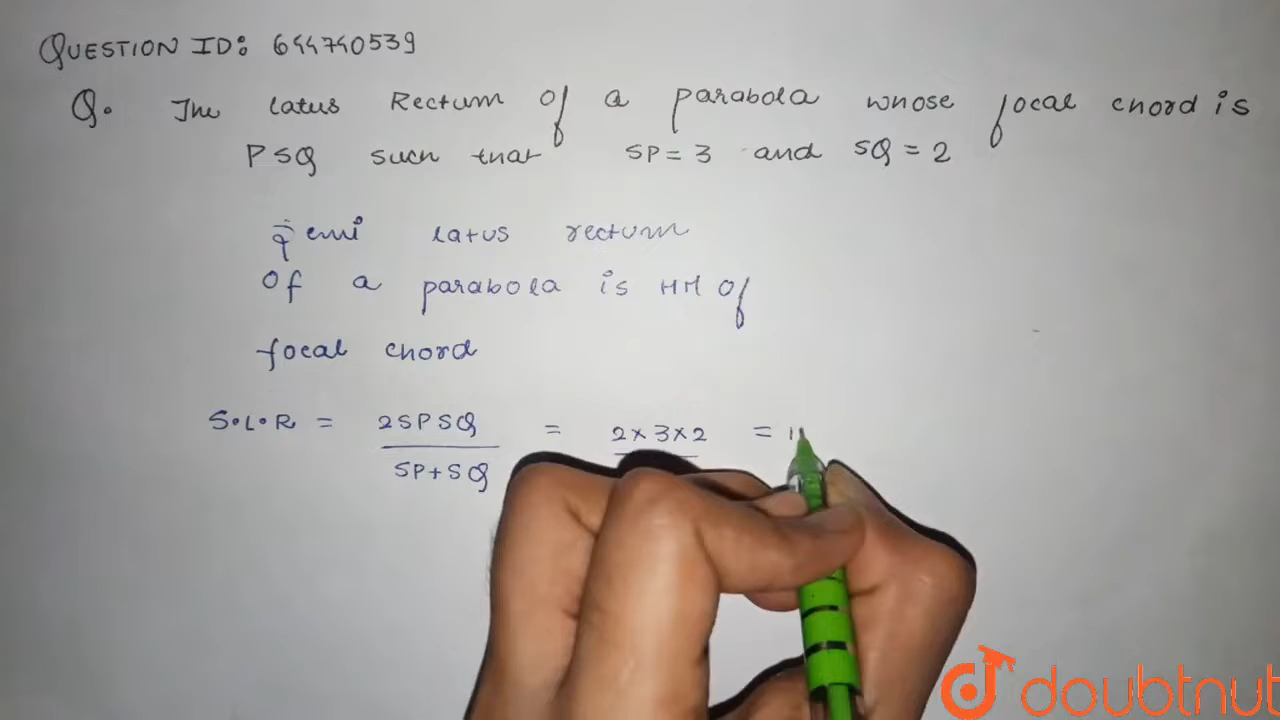 QUESTION ID: 644740539
Q. The latus Rectum Of a parabola whose focal chord is
PSQ such that SP = 3 and SQ = 2
latus rectum
Of a parabola is HM Of
focal chord
S.L.R = 2SPSQ / SP+SQ = 2×3×2 =
doubtnut